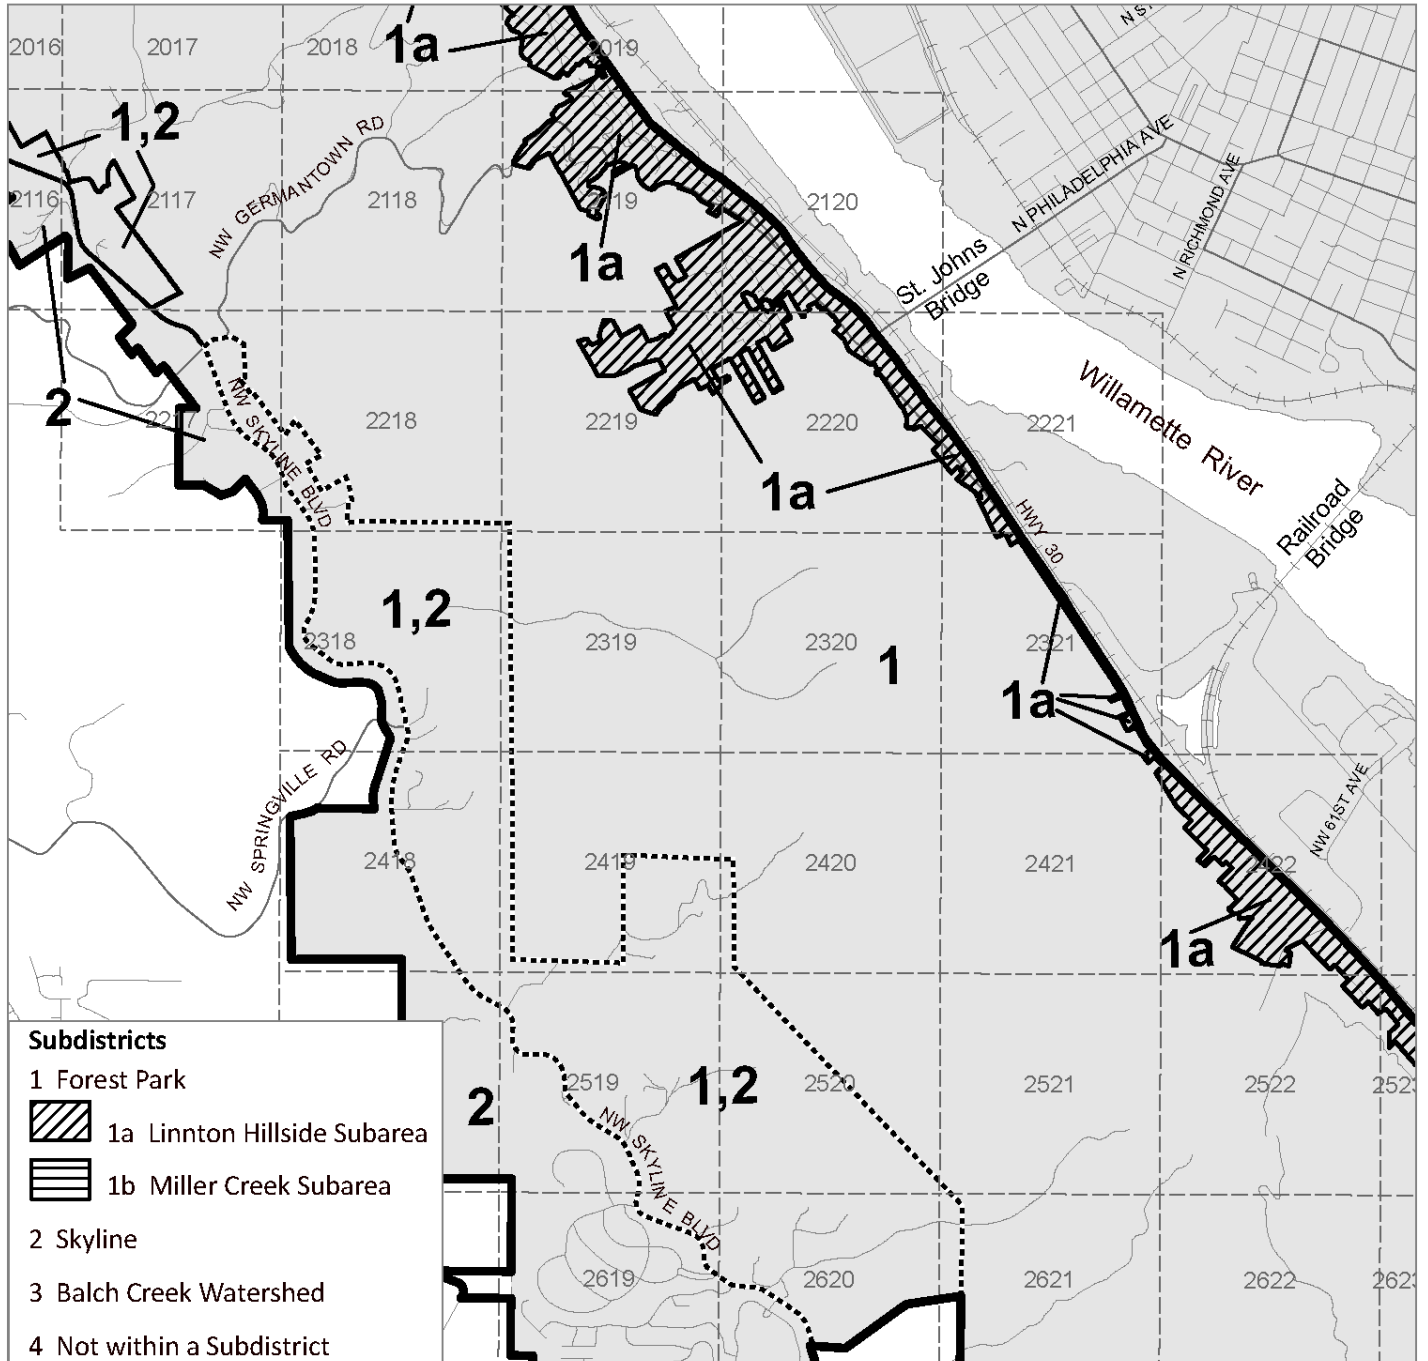 2016
2017
2018
1a
2019
N ST
1,2
NW GERMANTOWN RD
N PHILADELPHIA AVE
N RICHMOND AVE
2116
2117
2118
2119
2120
1a
St. Johns
Bridge
2
2217
NW SKYLINE BLVD
2218
2219
2220
2221
1a
Willamette River
HWY 30
Railroad
Bridge
1,2
2318
2319
2320
1
2321
1a
NW SPRINGVILLE RD
NW 61ST AVE
2418
2419
2420
2421
2422
1a
2
2519
1,2
2520
2521
2522
2523
NW SKYLINE BLVD
2619
2620
2621
2622
2623
Subdistricts
1 Forest Park
1a Linnton Hillside Subarea
1b Miller Creek Subarea
2 Skyline
3 Balch Creek Watershed
4 Not within a Subdistrict